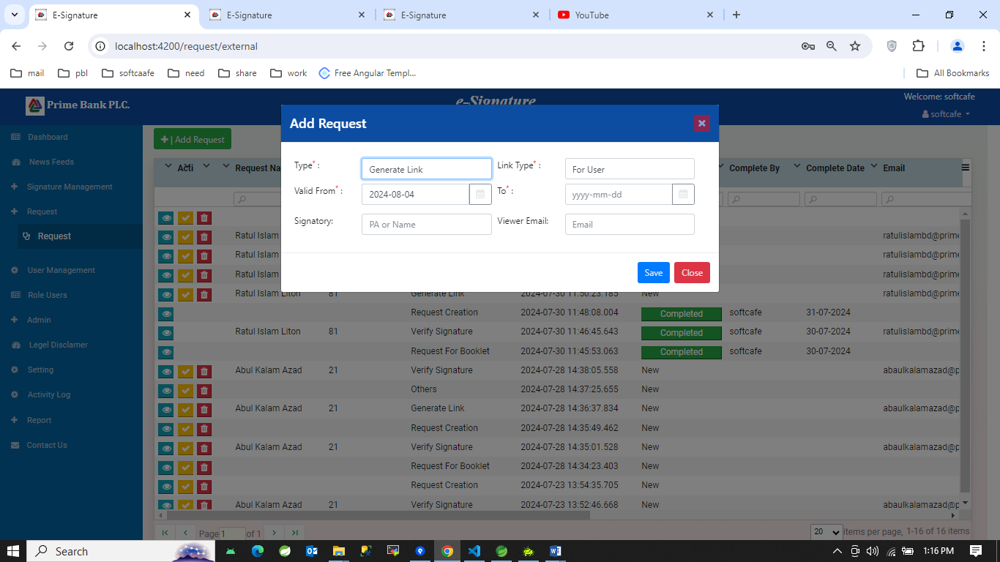 E-Signature
E-Signature
E-Signature
YouTube
localhost:4200/request/external
mail
pbl
softcaafe
need
share
work
Free Angular Templ...
All Bookmarks
Prime Bank PLC.
e-Signature
Welcome: softcafe
softcafe
Dashboard
News Feeds
Signature Management
Request
Request
User Management
Role Users
Admin
Legel Disclamer
Setting
Activity Log
Report
Contact Us
+ | Add Request
Add Request
Type* :
Generate Link
Link Type* :
For User
Valid From* :
2024-08-04
To* :
yyyy-mm-dd
Signatory:
PA or Name
Viewer Email:
Email
Save
Close
Acti
Request Na
Complete By
Complete Date
Email
Ratul Islam ratulislambd@prime
Ratul Islam ratulislambd@prime
Ratul Islam ratulislambd@prime
Ratul Islam Liton 81 Generate Link 2024-07-30 11:50:23.185 New ratulislambd@prime
Request Creation 2024-07-30 11:48:08.004 Completed softcafe 31-07-2024
Ratul Islam Liton 81 Verify Signature 2024-07-30 11:46:45.643 Completed softcafe 30-07-2024 ratulislambd@prime
Request For Booklet 2024-07-30 11:45:53.063 Completed softcafe 30-07-2024
Abul Kalam Azad 21 Verify Signature 2024-07-28 14:38:05.558 New abaulkalamazad@p
Others 2024-07-28 14:37:25.655 New
Abul Kalam Azad 21 Generate Link 2024-07-28 14:36:37.834 New abaulkalamazad@p
Request Creation 2024-07-28 14:35:49.462 New
Abul Kalam Azad 21 Verify Signature 2024-07-28 14:35:01.528 New abaulkalamazad@p
Request For Booklet 2024-07-28 14:34:23.403 New
Request Creation 2024-07-23 13:54:35.705 New
Abul Kalam Azad 21 Verify Signature 2024-07-23 13:52:46.668 New abaulkalamazad@p
Page 1 of 1
20 items per page, 1-16 of 16 items
Search
1:16 PM